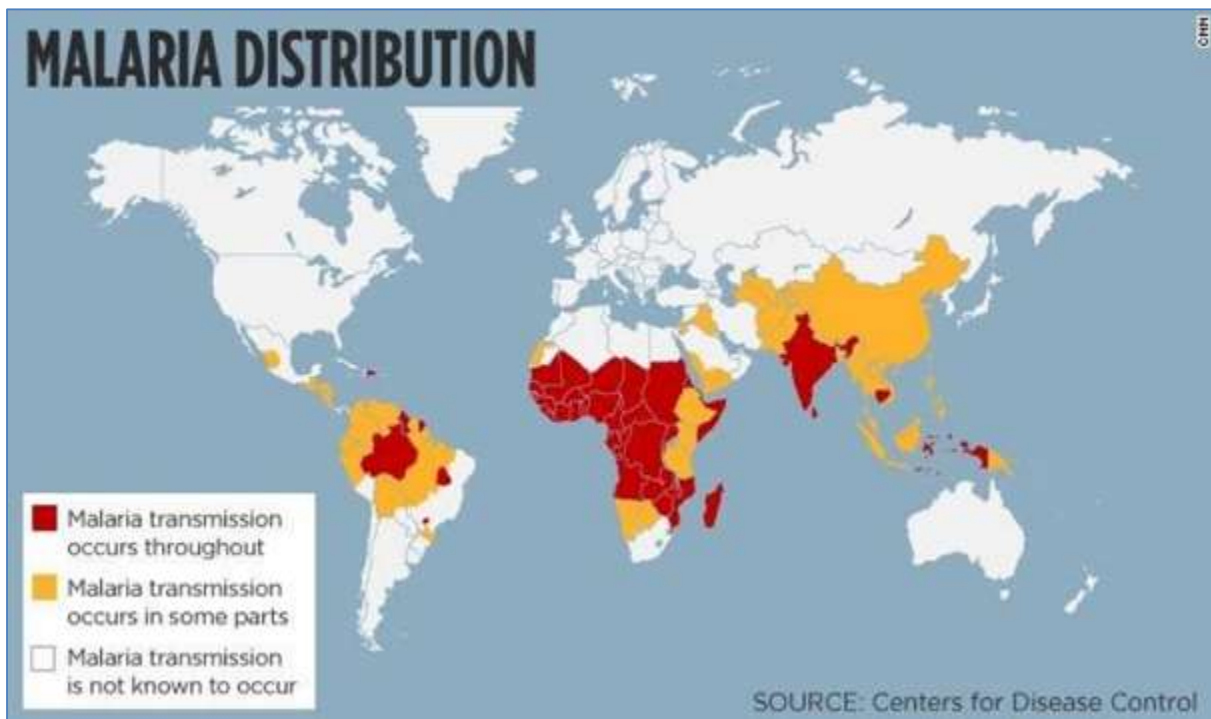 MALARIA DISTRIBUTION
CNN
Malaria transmission
occurs throughout
Malaria transmission
occurs in some parts
Malaria transmission
is not known to occur
SOURCE: Centers for Disease Control